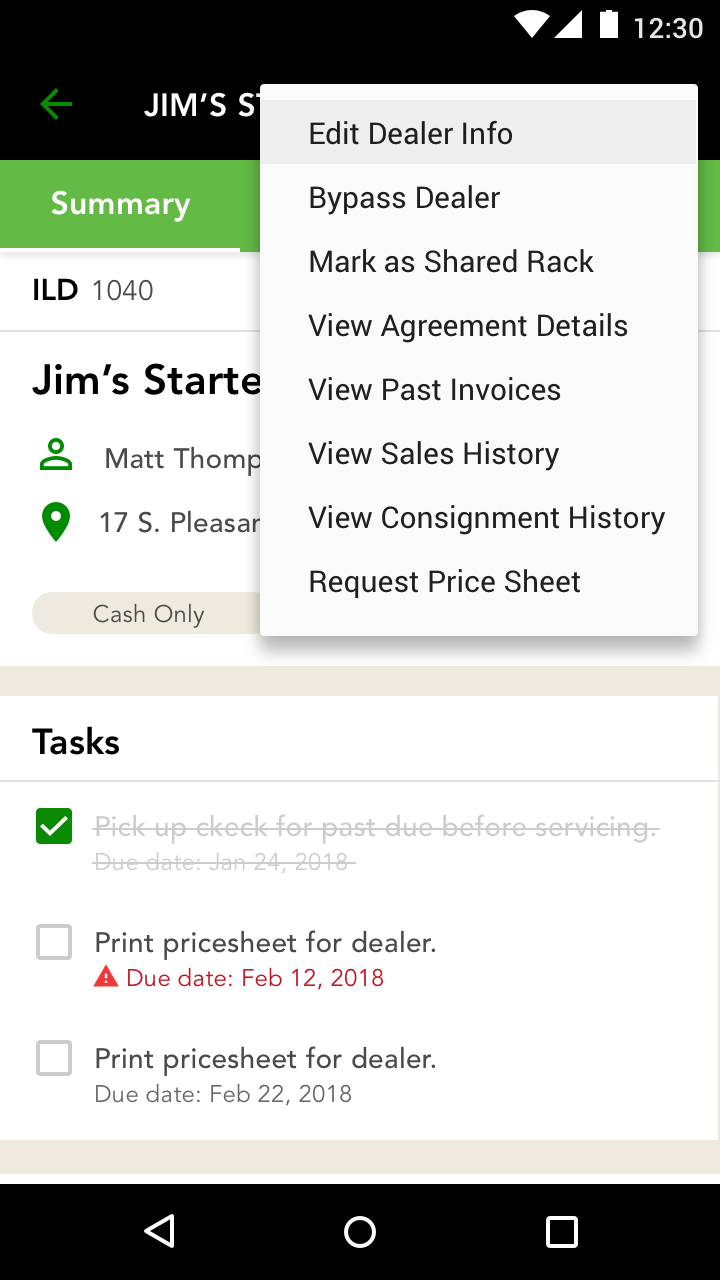 12:30
JIM’S ST
Edit Dealer Info
Bypass Dealer
Mark as Shared Rack
View Agreement Details
View Past Invoices
View Sales History
View Consignment History
Request Price Sheet
Summary
ILD 1040
Jim’s Starte
Matt Thomp
17 S. Pleasan
Cash Only
Tasks
Pick up ckeck for past due before servicing.
Due date: Jan 24, 2018
Print pricesheet for dealer.
Due date: Feb 12, 2018
Print pricesheet for dealer.
Due date: Feb 22, 2018